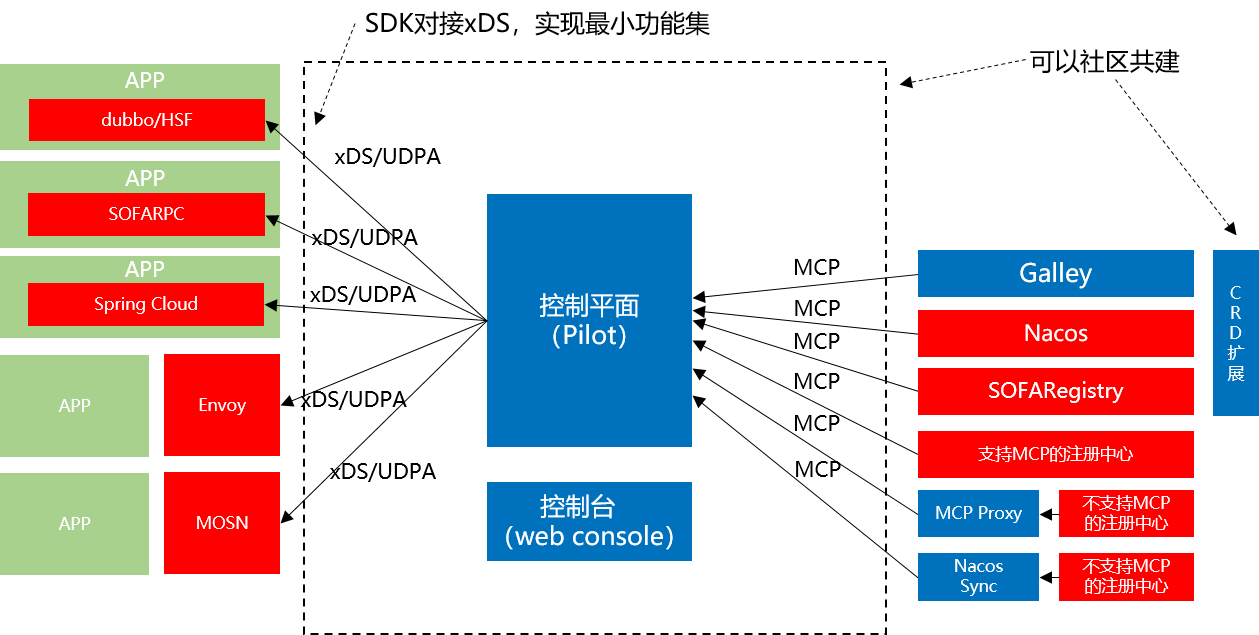 SDK对接xDS，实现最小功能集
可以社区共建
APP
dubbo/HSF
APP
SOFARPC
APP
Spring Cloud
APP
Envoy
APP
MOSN
xDS/UDPA
xDS/UDPA
xDS/UDPA
xDS/UDPA
xDS/UDPA
控制平面
（Pilot）
控制台
（web console）
MCP
MCP
MCP
MCP
MCP
MCP
Galley
Nacos
SOFARegistry
支持MCP的注册中心
MCP Proxy
不支持MCP
的注册中心
Nacos
Sync
不支持MCP
的注册中心
C
R
D
扩
展